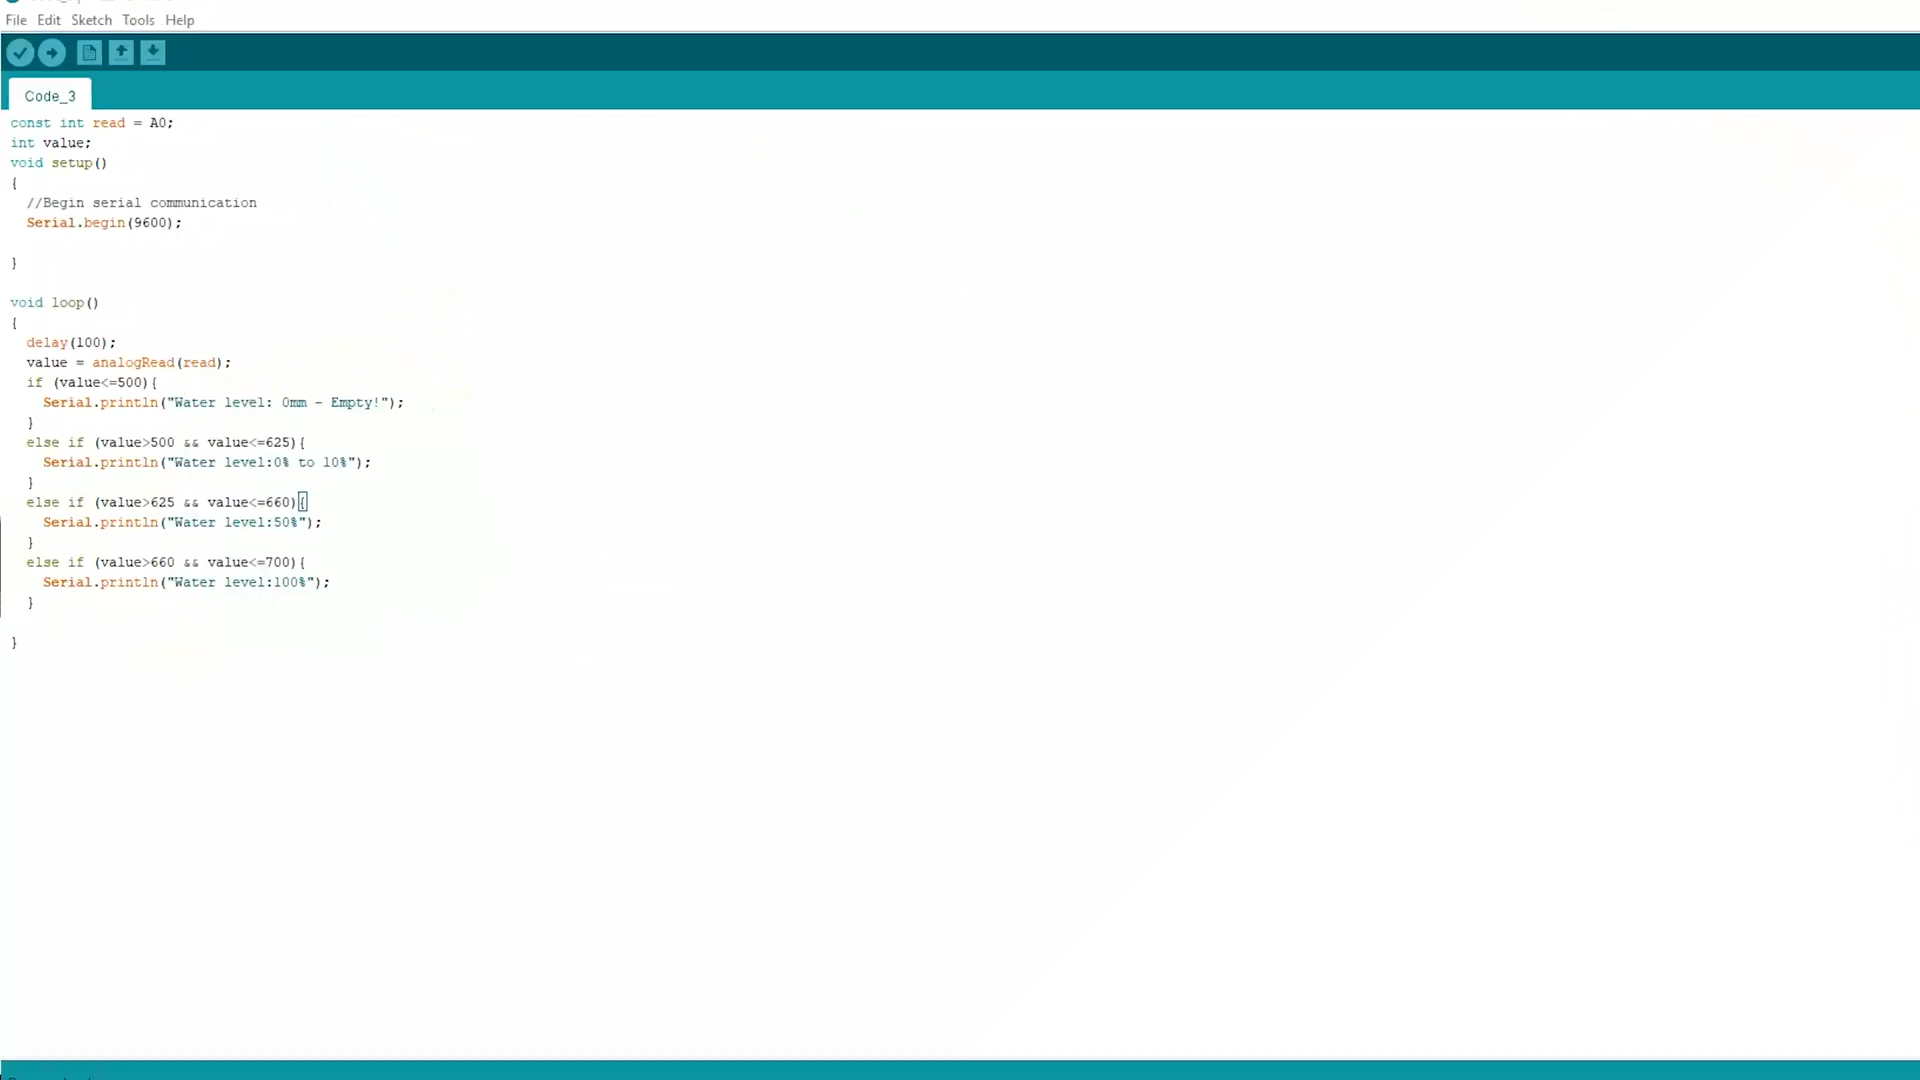 File Edit Sketch Tools Help
Code_3
const int read = A0;
int value;
void setup()
{
  //Begin serial communication
  Serial.begin(9600);
}
void loop()
{
  delay(100);
  value = analogRead(read);
  if (value<=500){
    Serial.println("Water level: 0mm - Empty!");
  }
  else if (value>500 && value<=625){
    Serial.println("Water level:0% to 10%");
  }
  else if (value>625 && value<=660){
    Serial.println("Water level:50%");
  }
  else if (value>660 && value<=700){
    Serial.println("Water level:100%");
  }
}